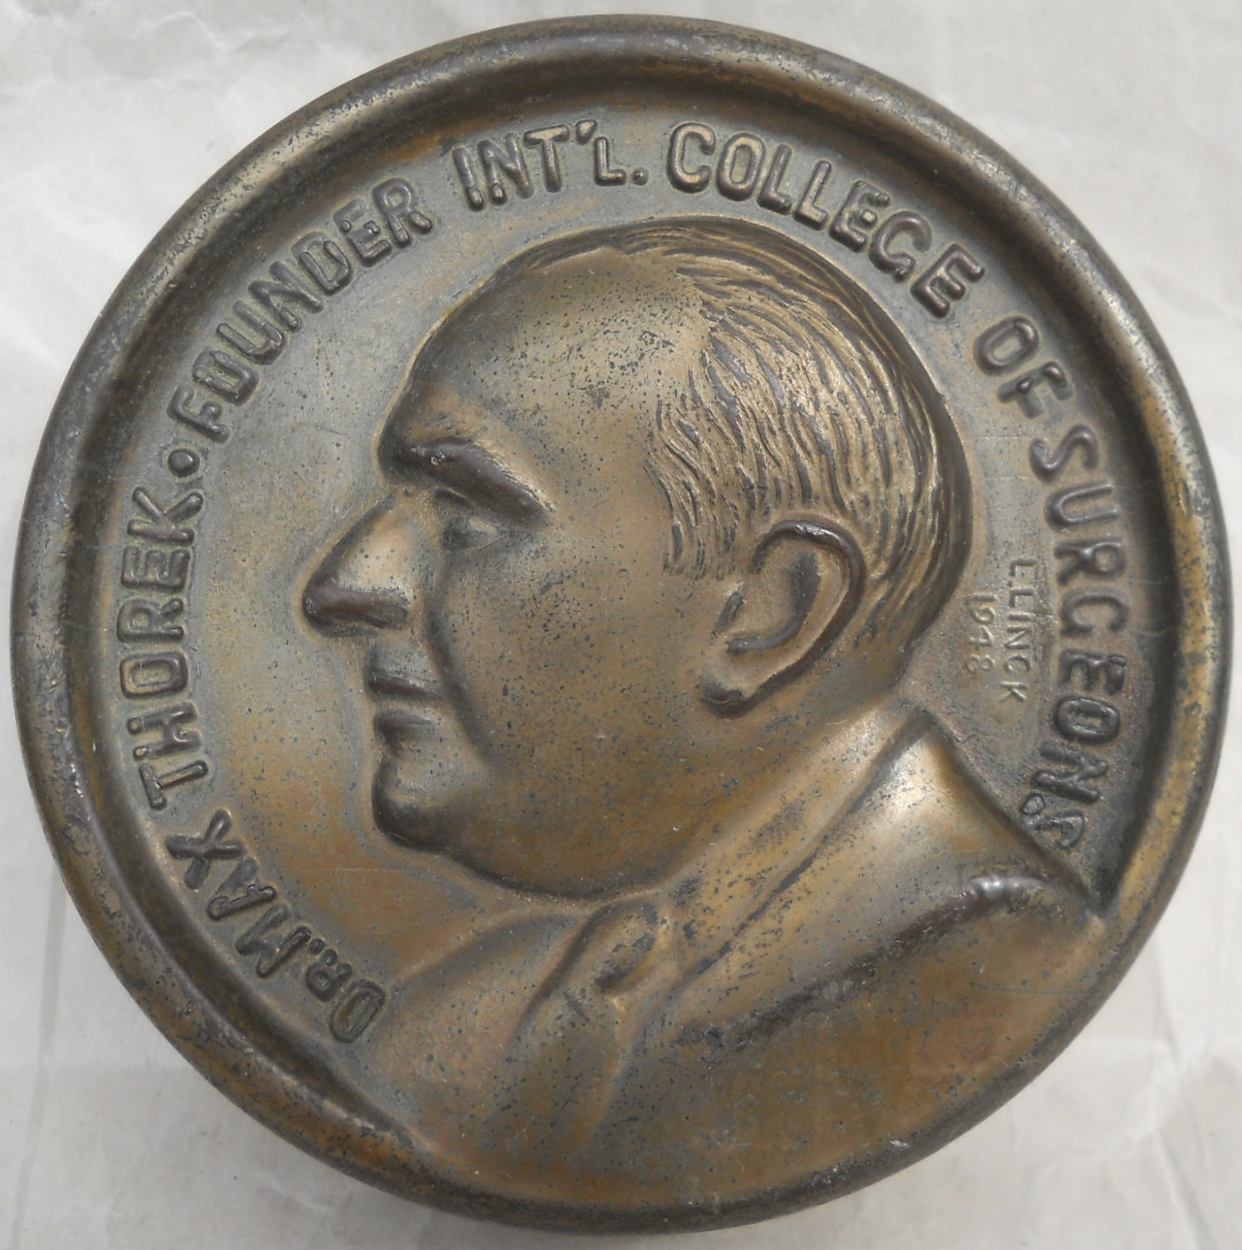 DR. MAX THOREK. FOUNDER INT'L. COLLEGE OF SURGEONS
L.LINCK
1948